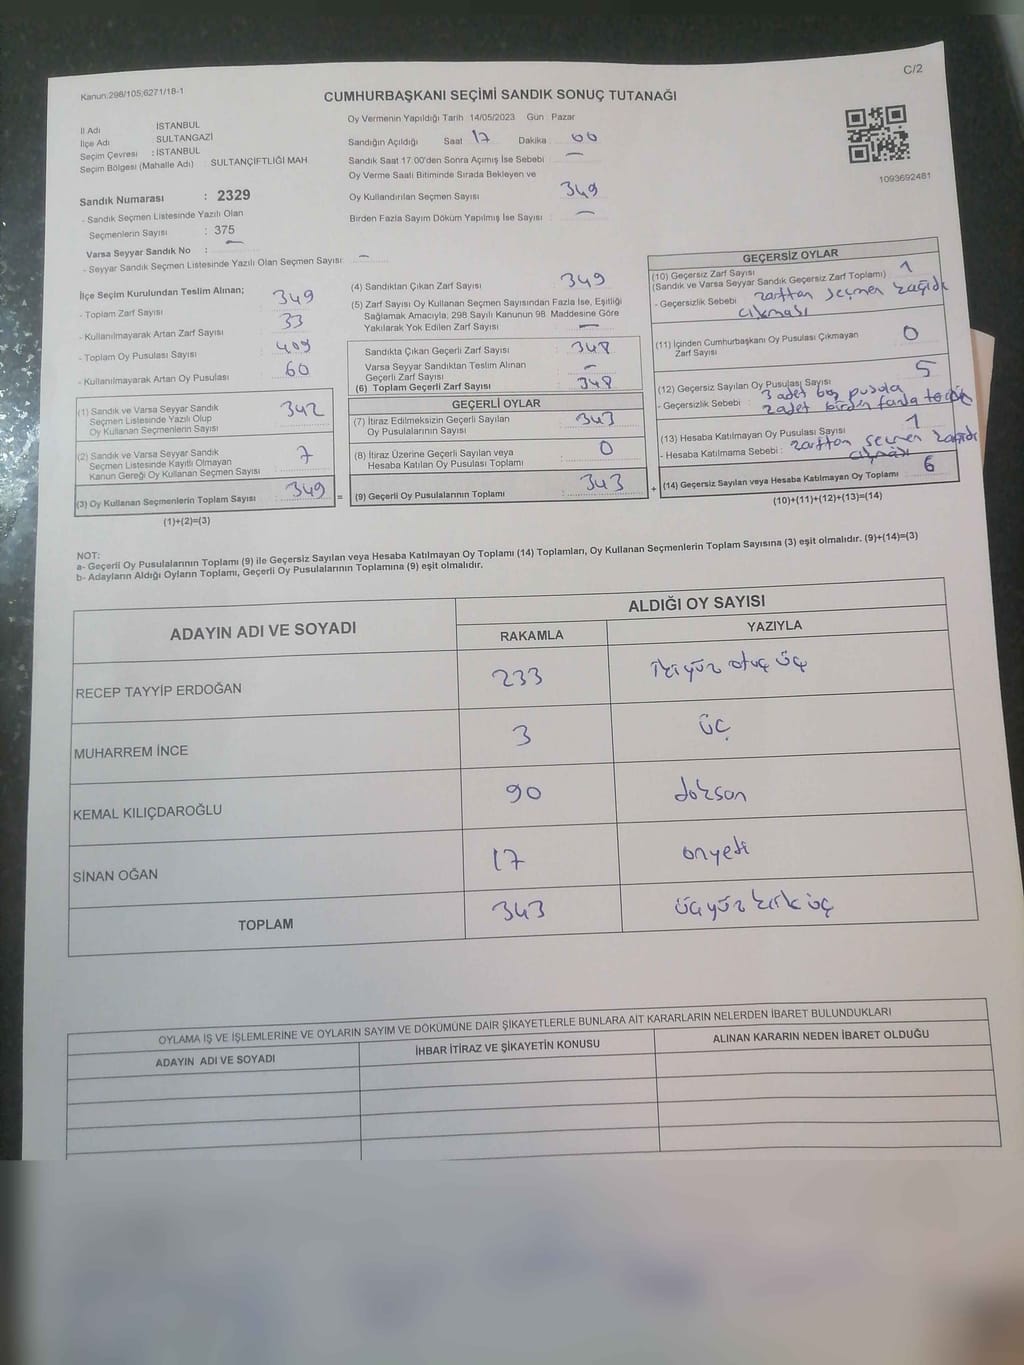 C/2
Kanun:298/105;6271/18-1
CUMHURBAŞKANI SEÇİMİ SANDIK SONUÇ TUTANAĞI
İl Adı İSTANBUL
İlçe Adı SULTANGAZİ
Seçim Çevresi : İSTANBUL
Seçim Bölgesi (Mahalle Adı) : SULTANÇİFTLİĞİ MAH
Sandık Numarası : 2329
- Sandık Seçmen Listesinde Yazılı Olan
Seçmenlerin Sayısı : 375
Varsa Seyyar Sandık No : —
- Seyyar Sandık Seçmen Listesinde Yazılı Olan Seçmen Sayısı: —
Oy Vermenin Yapıldığı Tarih 14/05/2023 Gün Pazar
Sandığın Açıldığı Saat 17 Dakika 00
Sandık Saat 17.00'den Sonra Açımış İse Sebebi —
Oy Verme Saati Bitiminde Sırada Bekleyen ve
Oy Kullandırılan Seçmen Sayısı 349
Birden Fazla Sayım Döküm Yapılmış İse Sayısı : —
1093692481
İlçe Seçim Kurulundan Teslim Alınan;
- Toplam Zarf Sayısı 349
- Kullanılmayarak Artan Zarf Sayısı 33
- Toplam Oy Pusulası Sayısı 409
- Kullanılmayarak Artan Oy Pusulası 60
(1) Sandık ve Varsa Seyyar Sandık
Seçmen Listesinde Yazılı Olup
Oy Kullanan Seçmenlerin Sayısı : 342
(2) Sandık ve Varsa Seyyar Sandık
Seçmen Listesinde Kayıtlı Olmayan
Kanun Gereği Oy Kullanan Seçmen Sayısı : 7
(3) Oy Kullanan Seçmenlerin Toplam Sayısı : 349 =
(1)+(2)=(3)
(4) Sandıktan Çıkan Zarf Sayısı : 349
(5) Zarf Sayısı Oy Kullanan Seçmen Sayısından Fazla İse, Eşitliği
Sağlamak Amacıyla; 298 Sayılı Kanunun 98. Maddesine Göre
Yakılarak Yok Edilen Zarf Sayısı : —
Sandıkta Çıkan Geçerli Zarf Sayısı : 348
Varsa Seyyar Sandıktan Teslim Alınan
Geçerli Zarf Sayısı : —
(6) Toplam Geçerli Zarf Sayısı : 348
GEÇERLİ OYLAR
(7) İtiraz Edilmeksizin Geçerli Sayılan
Oy Pusulalarının Sayısı : 343
(8) İtiraz Üzerine Geçerli Sayılan veya
Hesaba Katılan Oy Pusulası Toplamı : 0
(9) Geçerli Oy Pusulalarının Toplamı : 343 +
GEÇERSİZ OYLAR
(10) Geçersiz Zarf Sayısı
(Sandık ve Varsa Seyyar Sandık Geçersiz Zarf Toplamı) : 1
- Geçersizlik Sebebi : zarftan seçmen kağıdı
çıkması
(11) İçinden Cumhurbaşkanı Oy Pusulası Çıkmayan
Zarf Sayısı : 0
(12) Geçersiz Sayılan Oy Pusulası Sayısı : 5
- Geçersizlik Sebebi : 3 adet boş pusula
2 adet birden fazla tercih
(13) Hesaba Katılmayan Oy Pusulası Sayısı : 1
- Hesaba Katılmama Sebebi : zarftan seçmen kağıdı
çıkması
(14) Geçersiz Sayılan veya Hesaba Katılmayan Oy Toplamı : 6
(10)+(11)+(12)+(13)=(14)
NOT:
a- Geçerli Oy Pusulalarının Toplamı (9) ile Geçersiz Sayılan veya Hesaba Katılmayan Oy Toplamı (14) Toplamları, Oy Kullanan Seçmenlerin Toplam Sayısına (3) eşit olmalıdır. (9)+(14)=(3)
b- Adayların Aldığı Oyların Toplamı, Geçerli Oy Pusulalarının Toplamına (9) eşit olmalıdır.
ADAYIN ADI VE SOYADI ALDIĞI OY SAYISI
RAKAMLA YAZIYLA
RECEP TAYYİP ERDOĞAN 233 ikiyüz otuz üç
MUHARREM İNCE 3 üç
KEMAL KILIÇDAROĞLU 90 doksan
SİNAN OĞAN 17 onyedi
TOPLAM 343 üçyüz kırk üç
OYLAMA İŞ VE İŞLEMLERİNE VE OYLARIN SAYIM VE DÖKÜMÜNE DAİR ŞİKAYETLERLE BUNLARA AİT KARARLARIN NELERDEN İBARET BULUNDUKLARI
ADAYIN ADI VE SOYADI İHBAR İTİRAZ VE ŞİKAYETİN KONUSU ALINAN KARARIN NEDEN İBARET OLDUĞU